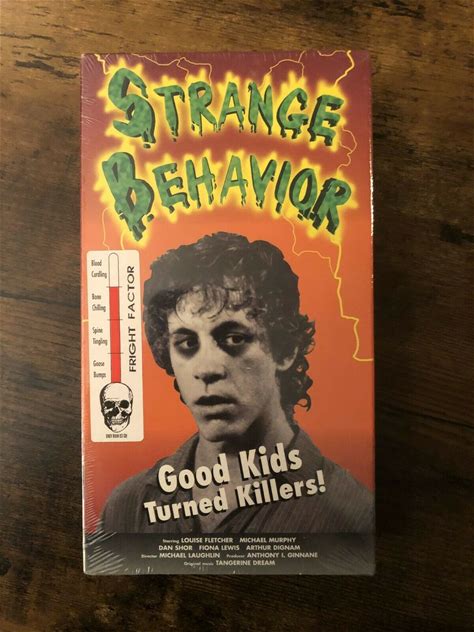 STRANGE
BEHAVIOR
Blood
Curdling
Bone
Chilling
Spine
Tingling
Goose
Bumps
FRIGHT FACTOR
Good Kids
Turned Killers!
Starring LOUISE FLETCHER MICHAEL MURPHY
DAN SHOR FIONA LEWIS ARTHUR DIGNAM
Director MICHAEL LAUGHLIN Producer ANTHONY I. GINNANE
Original music TANGERINE DREAM